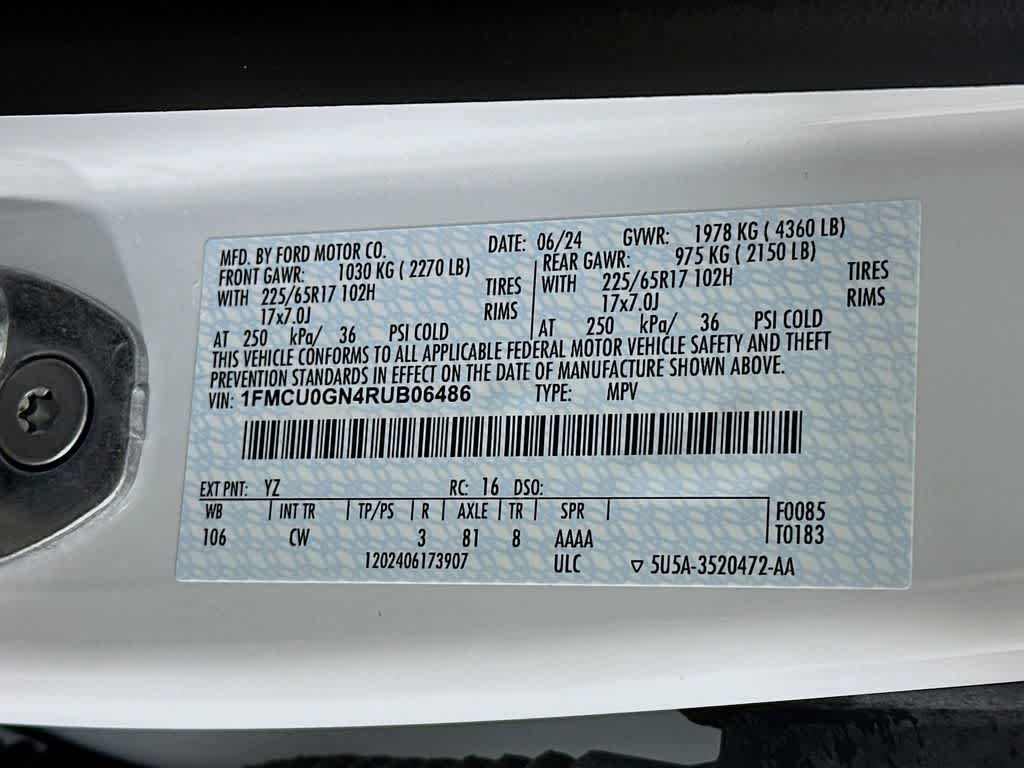 MFD. BY FORD MOTOR CO. DATE: 06/24 GVWR: 1978 KG ( 4360 LB)
FRONT GAWR: 1030 KG ( 2270 LB) REAR GAWR: 975 KG ( 2150 LB)
WITH 225/65R17 102H TIRES WITH 225/65R17 102H TIRES
17x7.0J RIMS 17x7.0J RIMS
AT 250 kPa/ 36 PSI COLD AT 250 kPa/ 36 PSI COLD
THIS VEHICLE CONFORMS TO ALL APPLICABLE FEDERAL MOTOR VEHICLE SAFETY AND THEFT
PREVENTION STANDARDS IN EFFECT ON THE DATE OF MANUFACTURE SHOWN ABOVE.
VIN: 1FMCU0GN4RUB06486 TYPE: MPV
EXT PNT: YZ RC: 16 DSO:
WB INT TR TP/PS R AXLE TR SPR F0085
106 CW 3 81 8 AAAA T0183
1202406173907 ULC ▽ 5U5A-3520472-AA